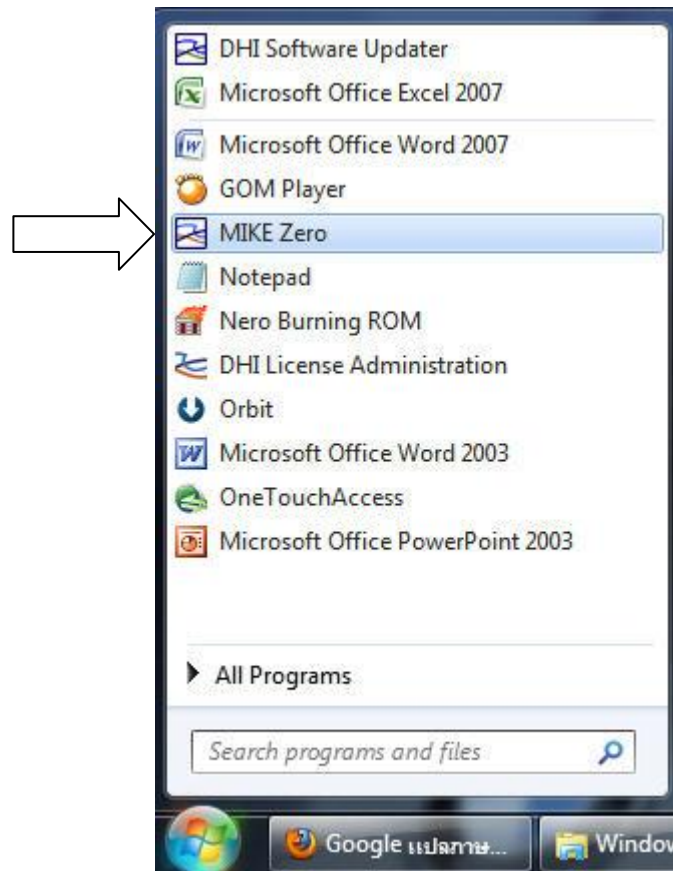 DHI Software Updater
Microsoft Office Excel 2007
Microsoft Office Word 2007
GOM Player
MIKE Zero
Notepad
Nero Burning ROM
DHI License Administration
Orbit
Microsoft Office Word 2003
OneTouchAccess
Microsoft Office PowerPoint 2003
All Programs
Search programs and files
Google แปลภาษ... Window